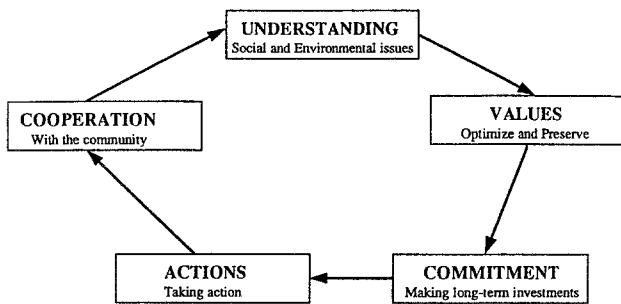 UNDERSTANDING
Social and Environmental issues
COOPERATION
With the community
VALUES
Optimize and Preserve
ACTIONS
Taking action
COMMITMENT
Making long-term investments